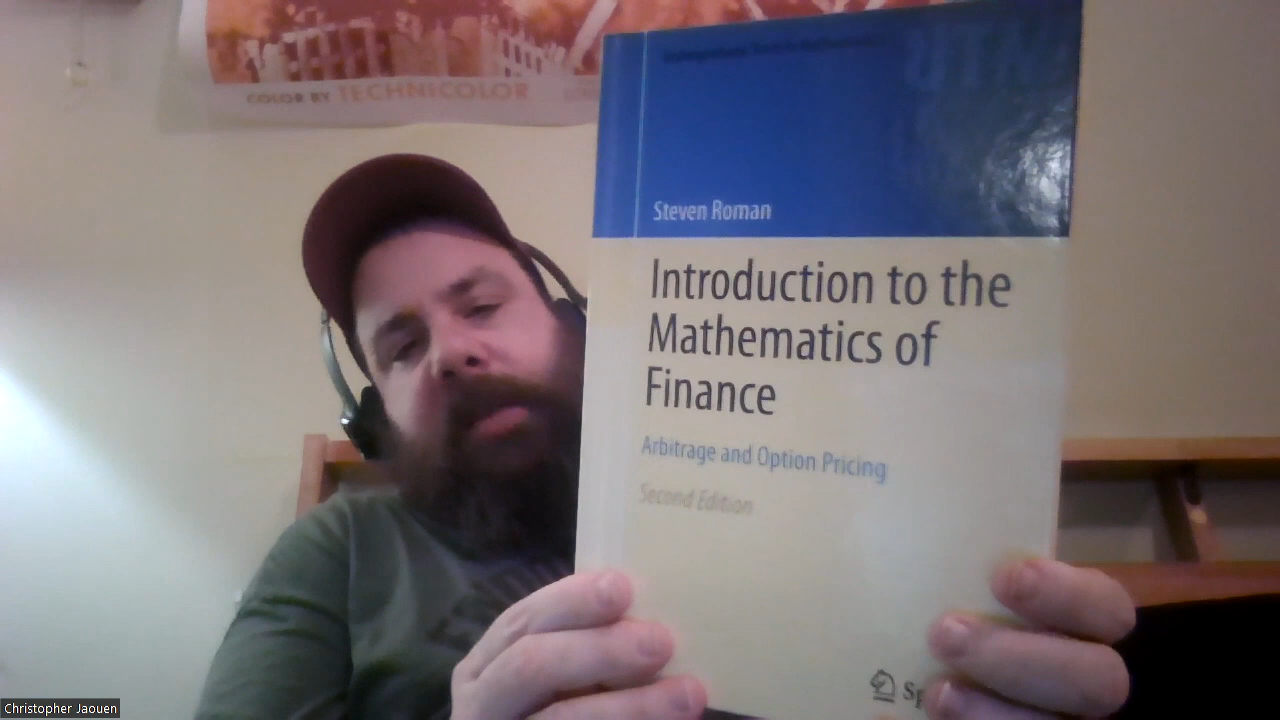 COLOR BY TECHNICOLOR
UTM
Steven Roman
Introduction to the
Mathematics of
Finance
Arbitrage and Option Pricing
Second Edition
Christopher Jaouen